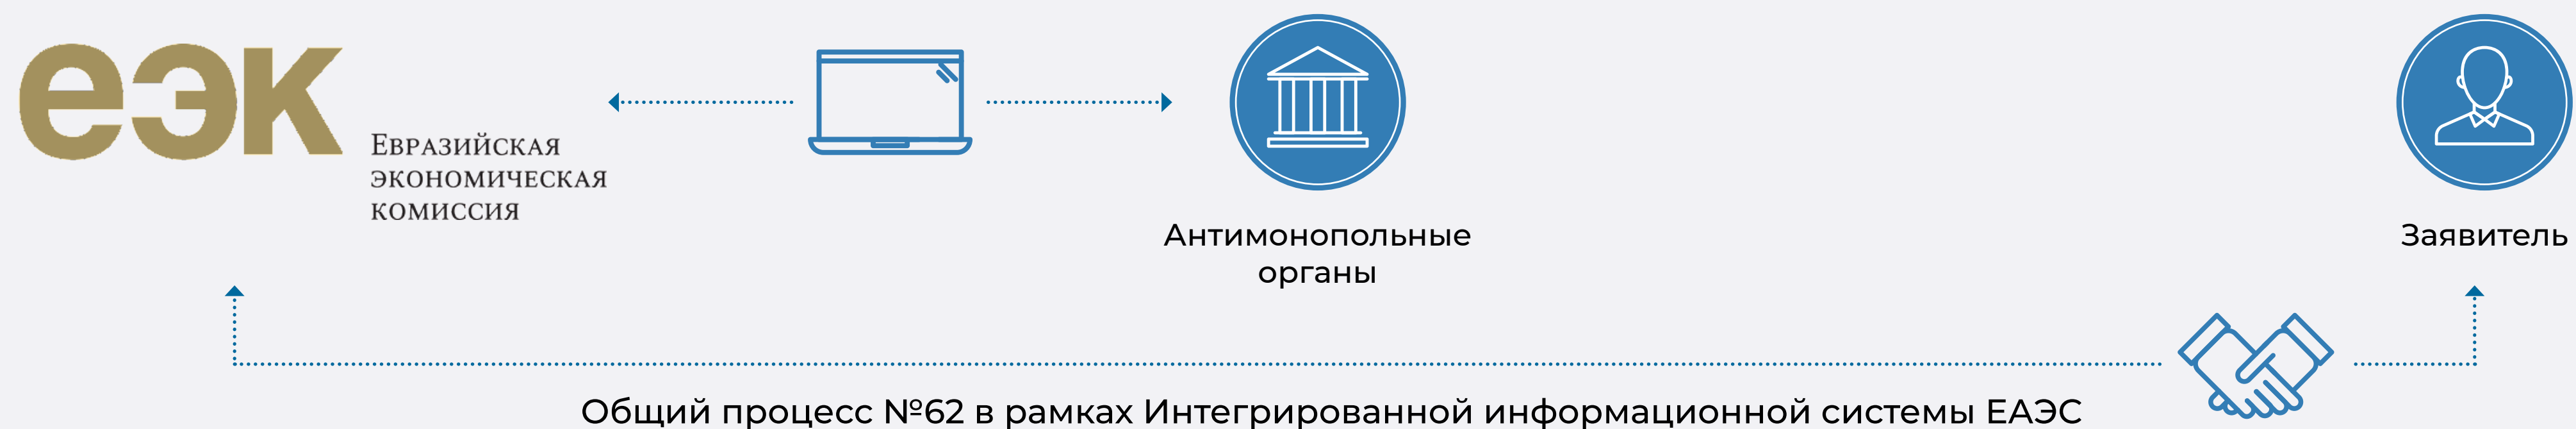 еэк
Евразийская
экономическая
комиссия
Антимонопольные
органы
Заявитель
Общий процесс №62 в рамках Интегрированной информационной системы ЕАЭС